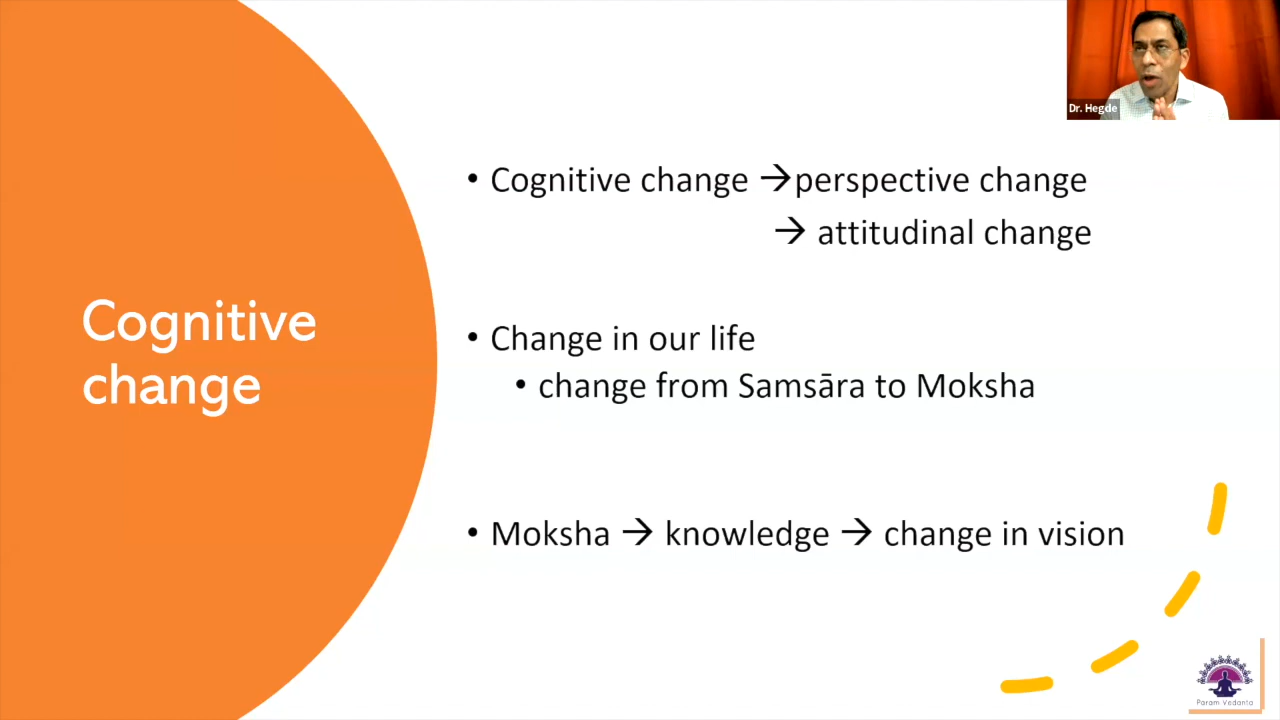 Dr. Hegde
• Cognitive change →perspective change
→ attitudinal change
Cognitive
change
• Change in our life
• change from Samsāra to Moksha
• Moksha → knowledge → change in vision
Param Vedanta